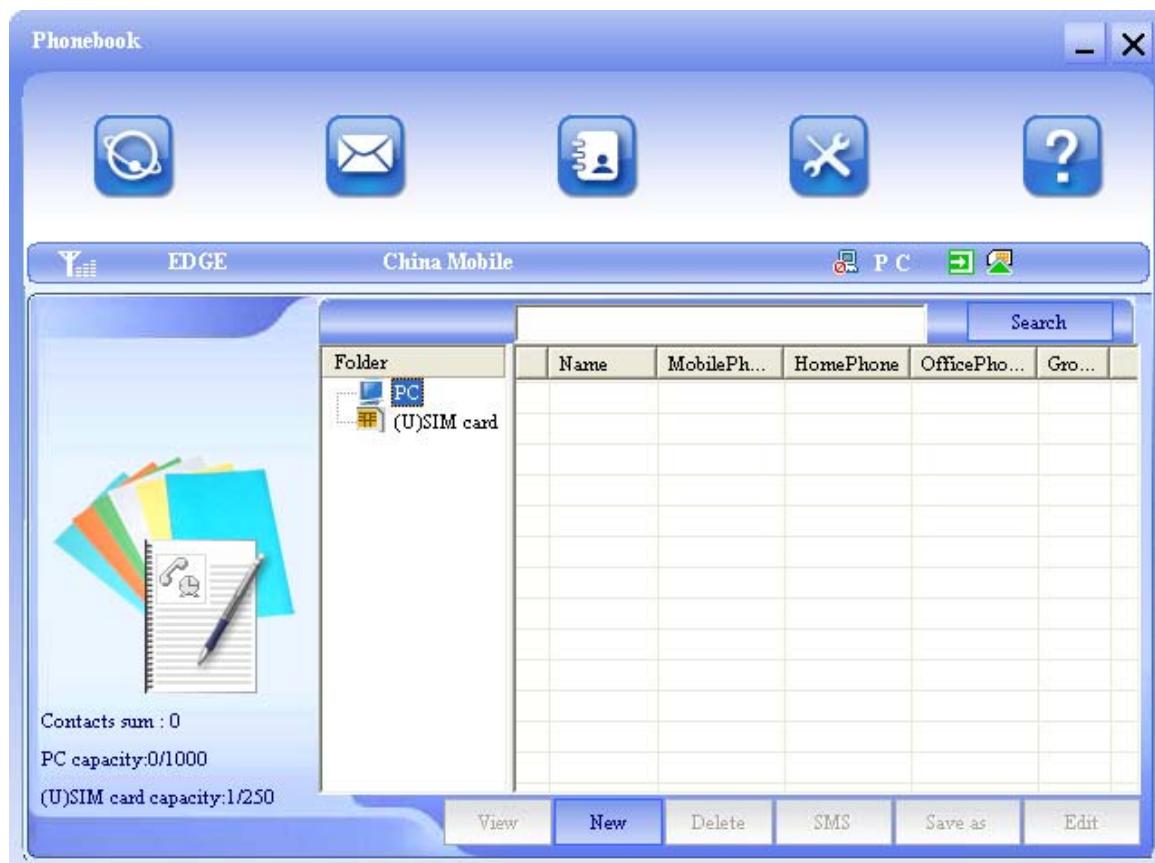 Phonebook
EDGE China Mobile P C
Search
Folder Name MobilePh... HomePhone OfficePho... Gro...
PC
(U)SIM card
Contacts sum : 0
PC capacity:0/1000
(U)SIM card capacity:1/250
View New Delete SMS Save as Edit